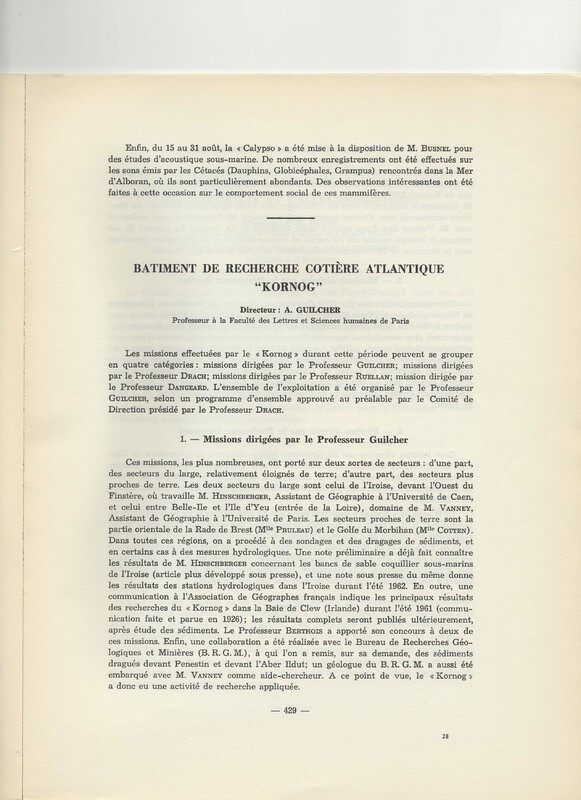 Enfin, du 15 au 31 août, la « Calypso » a été mise à la disposition de M. BUSNEL pour
des études d'acoustique sous-marine. De nombreux enregistrements ont été effectués sur
les sons émis par les Cétacés (Dauphins, Globicéphales, Grampus) rencontrés dans la Mer
d'Alboran, où ils sont particulièrement abondants. Des observations intéressantes ont été
faites à cette occasion sur le comportement social de ces mammifères.
BATIMENT DE RECHERCHE COTIÈRE ATLANTIQUE
“KORNOG”
Directeur : A. GUILCHER
Professeur à la Faculté des Lettres et Sciences humaines de Paris
Les missions effectuées par le « Kornog » durant cette période peuvent se grouper
en quatre catégories : missions dirigées par le Professeur GUILCHER; missions dirigées
par le Professeur DRACH; missions dirigées par le Professeur RUELLAN; mission dirigée par
le Professeur DANGEARD. L'ensemble de l'exploitation a été organisé par le Professeur
GUILCHER, selon un programme d'ensemble approuvé au préalable par le Comité de
Direction présidé par le Professeur DRACH.
1. — Missions dirigées par le Professeur Guilcher
Ces missions, les plus nombreuses, ont porté sur deux sortes de secteurs : d'une part,
des secteurs du large, relativement éloignés de terre; d'autre part, des secteurs plus
proches de terre. Les deux secteurs du large sont celui de l'Iroise, devant l'Ouest du
Finstère, où travaille M. HINSCHBERGER, Assistant de Géographie à l'Université de Caen,
et celui entre Belle-Ile et l'Ile d'Yeu (entrée de la Loire), domaine de M. VANNEY,
Assistant de Géographie à l'Université de Paris. Les secteurs proches de terre sont la
partie orientale de la Rade de Brest (Mlle PRULEAU) et le Golfe du Morbihan (Mlle COTTEN).
Dans toutes ces régions, on a procédé à des sondages et des dragages de sédiments, et
en certains cas à des mesures hydrologiques. Une note préliminaire a déjà fait connaître
les résultats de M. HINSCHBERGER concernant les bancs de sable coquillier sous-marins
de l'Iroise (article plus développé sous presse), et une note sous presse du même donne
les résultats des stations hydrologiques dans l'Iroise durant l'été 1962. En outre, une
communication à l'Association de Géographes français indique les principaux résultats
des recherches du « Kornog » dans la Baie de Clew (Irlande) durant l'été 1961 (commu-
nication faite et parue en 1926); les résultats complets seront publiés ultérieurement,
après étude des sédiments. Le Professeur BERTHOIS a apporté son concours à deux de
ces missions. Enfin, une collaboration a été réalisée avec le Bureau de Recherches Géo-
logiques et Minières (B. R. G. M.), à qui l'on a remis, sur sa demande, des sédiments
dragués devant Penestin et devant l'Aber Ildut; un géologue du B. R. G. M. a aussi été
embarqué avec M. VANNEY comme aide-chercheur. A ce point de vue, le « Kornog »
a donc eu une activité de recherche appliquée.
— 429 —
28